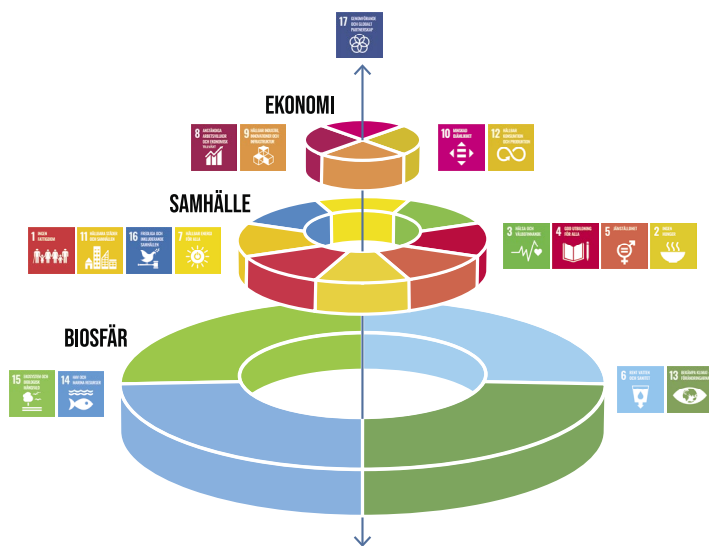 17 GENOMFÖRANDE
OCH GLOBALT
PARTNERSKAP
EKONOMI
8 ANSTÄNDIGA
ARBETSVILLKOR
OCH EKONOMISK
TILLVÄXT
9 HÅLLBAR INDUSTRI,
INNOVATIONER OCH
INFRASTRUKTUR
10 MINSKAD
OJÄMLIKHET
12 HÅLLBAR
KONSUMTION
OCH PRODUKTION
SAMHÄLLE
1 INGEN
FATTIGDOM
11 HÅLLBARA STÄDER
OCH SAMHÄLLEN
16 FREDLIGA OCH
INKLUDERANDE
SAMHÄLLEN
7 HÅLLBAR ENERGI
FÖR ALLA
3 HÄLSA OCH
VÄLBEFINNANDE
4 GOD UTBILDNING
FÖR ALLA
5 JÄMSTÄLLDHET
2 INGEN
HUNGER
BIOSFÄR
15 EKOSYSTEM OCH
BIOLOGISK
MÅNGFALD
14 HAV OCH
MARINA RESURSER
6 RENT VATTEN
OCH SANITET
13 BEKÄMPA KLIMAT-
FÖRÄNDRINGARNA